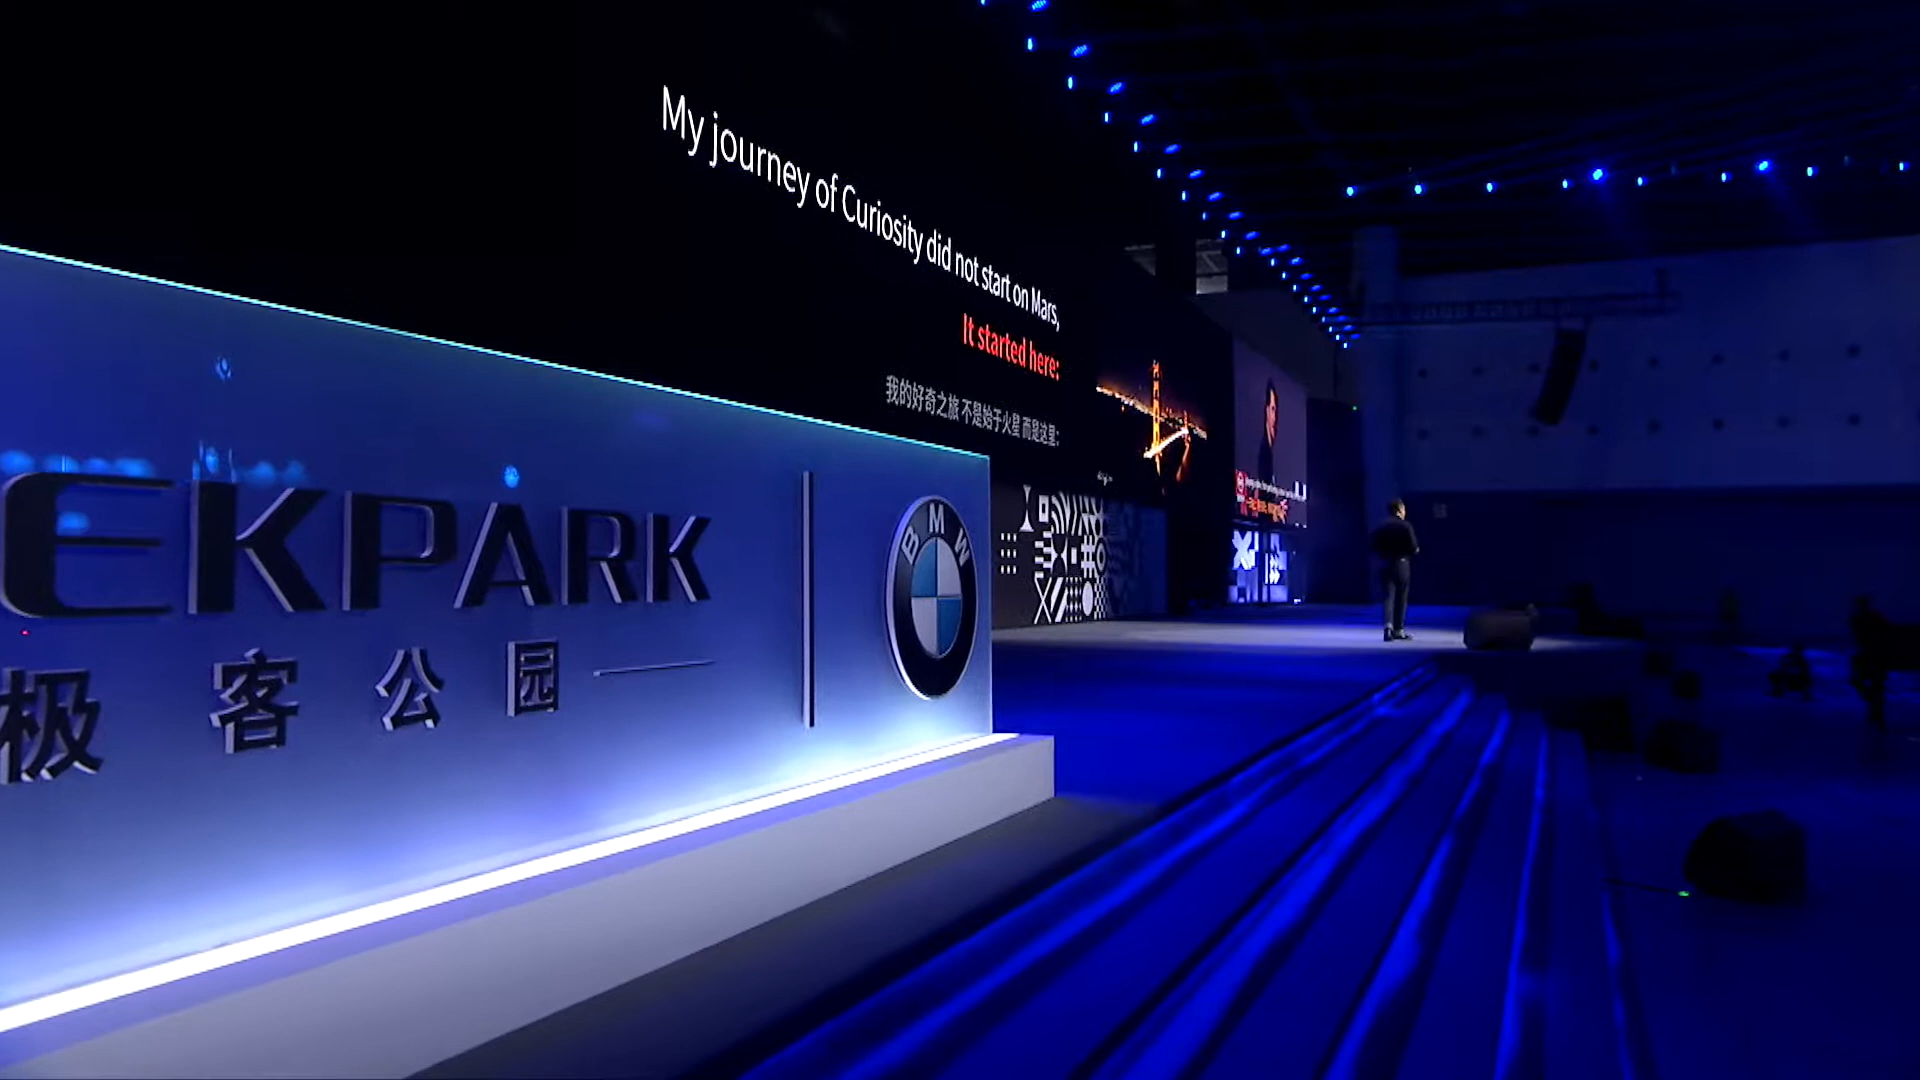 My journey of Curiosity did not start on Mars,
It started here:
我的好奇之旅 不是始于火星 而是这里:
EKPARK
极客公园
BMW